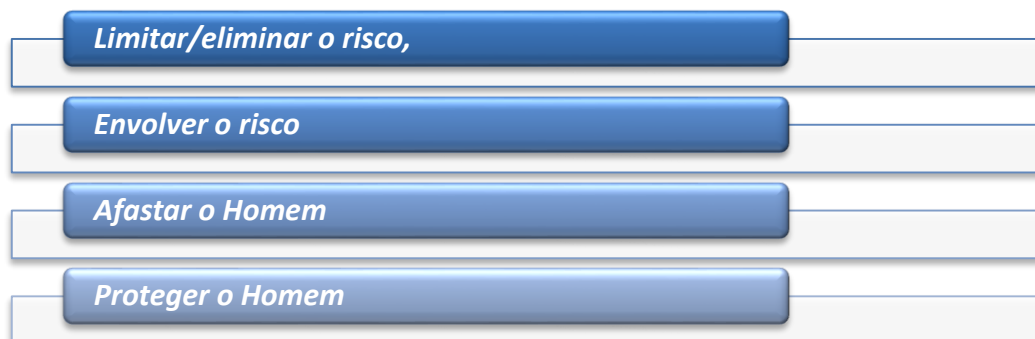 Limitar/eliminar o risco,
Envolver o risco
Afastar o Homem
Proteger o Homem